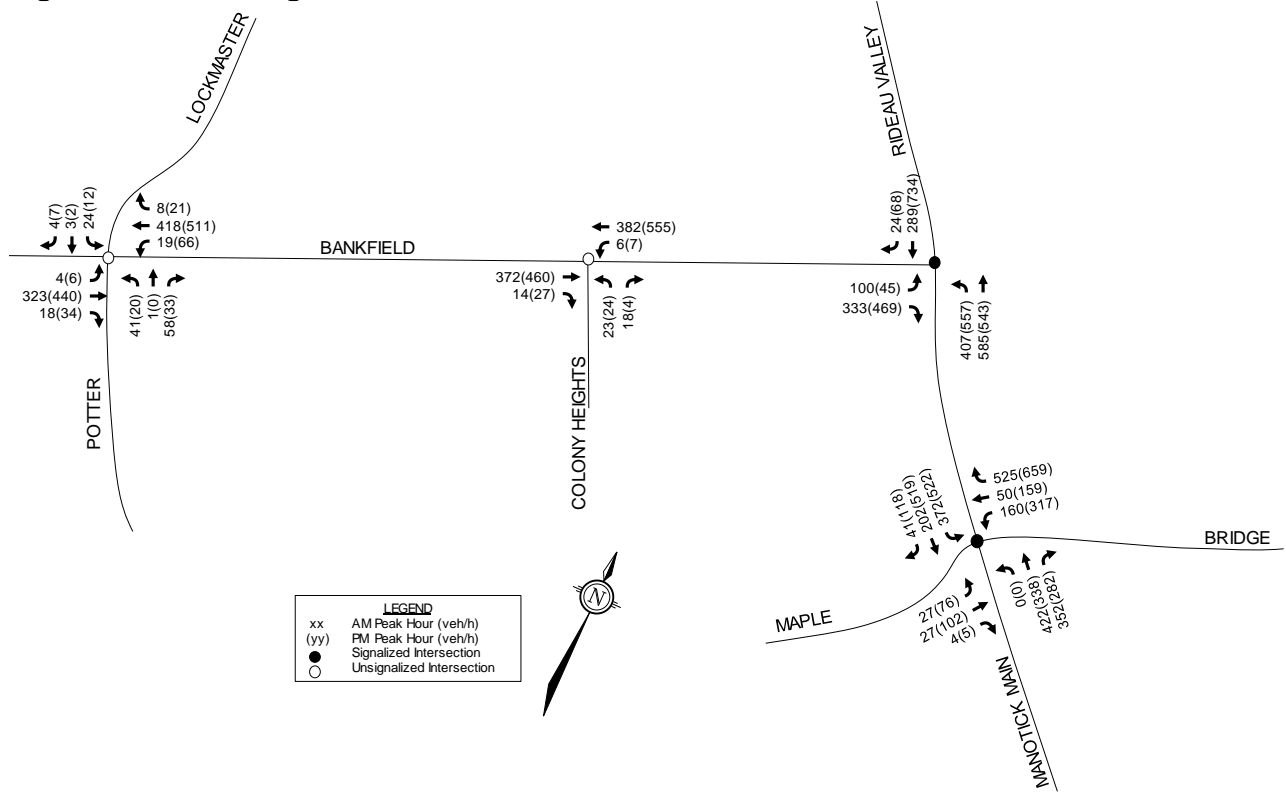 LOCKMASTER
RIDEAU VALLEY
4(7)
3(2)
24(12)
8(21)
418(511)
19(66)
BANKFIELD
382(555)
6(7)
24(68)
289(734)
4(6)
323(440)
18(34)
41(20)
1(0)
58(33)
372(460)
14(27)
23(24)
18(4)
100(45)
333(469)
407(557)
585(543)
POTTER
COLONY HEIGHTS
41(118)
202(519)
372(522)
525(659)
50(159)
160(317)
BRIDGE
MAPLE
27(76)
27(102)
4(5)
0(0)
422(338)
352(282)
MANOTICK MAIN
N
LEGEND
xx AM Peak Hour (veh/h)
(yy) PM Peak Hour (veh/h)
Signalized Intersection
Unsignalized Intersection